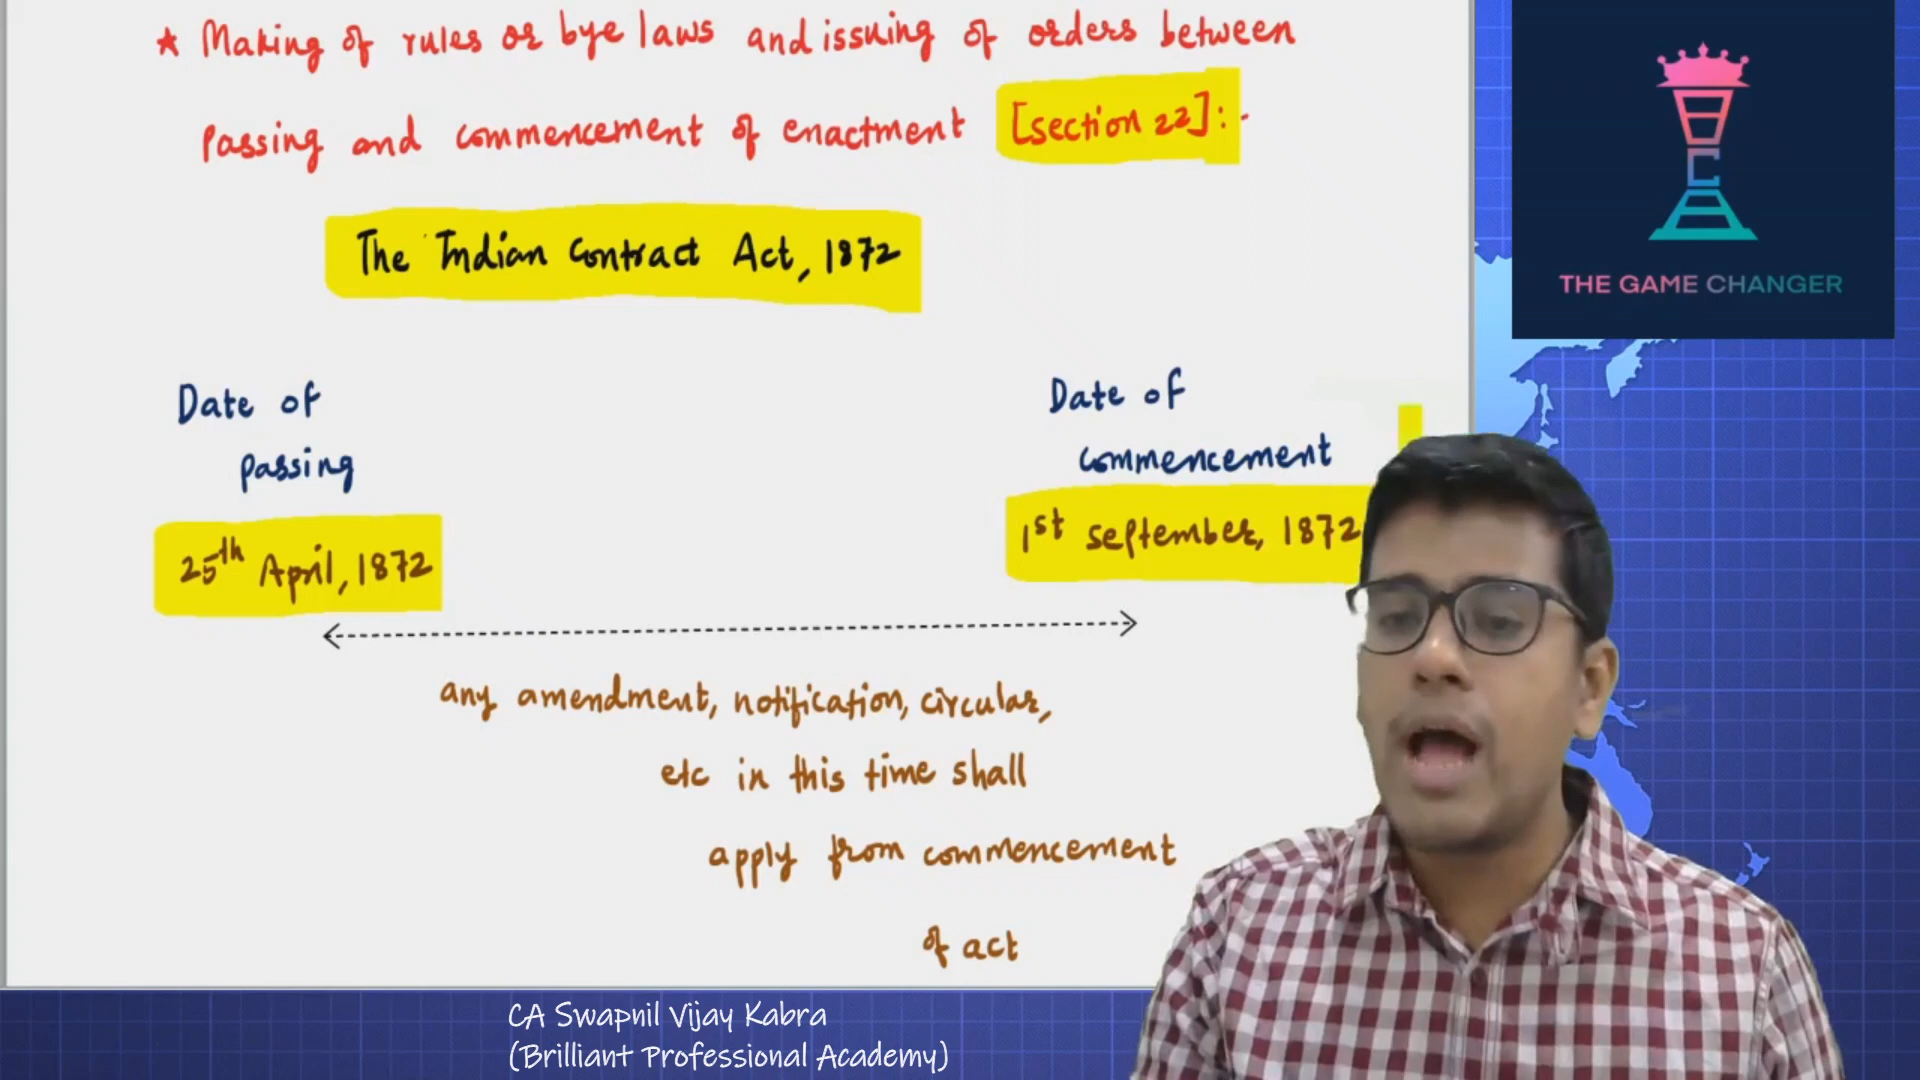 ★ Making of rules or bye laws and issuing of orders between
passing and commencement of enactment [section 22]:-
The Indian Contract Act, 1872
Date of
passing
25th April, 1872
Date of
commencement
1st september, 1872
any amendment, notification, circular,
etc in this time shall
apply from commencement
of act
THE GAME CHANGER
CA Swapnil Vijay Kabra
(Brilliant Professional Academy)